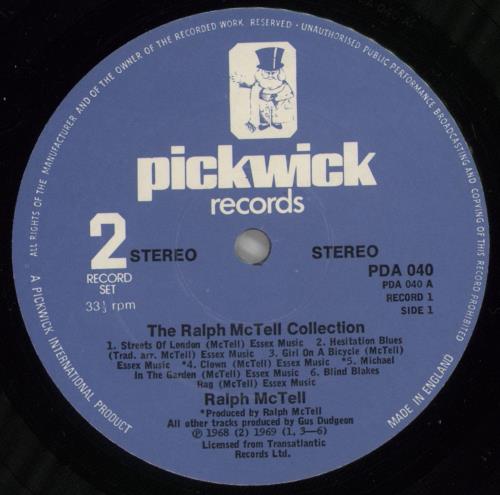 ALL RIGHTS OF THE MANUFACTURER AND OF THE OWNER OF THE RECORDED WORK RESERVED - UNAUTHORISED PUBLIC PERFORMANCE BROADCASTING AND COPYING OF THIS RECORD PROHIBITED
pickwick
records
2 STEREO
STEREO
RECORD
SET
33⅓ rpm
PDA 040
PDA 040 A
RECORD 1
SIDE 1
The Ralph McTell Collection
1. Streets Of London (McTell) Essex Music 2. Hesitation Blues
(Trad. arr. McTell) Essex Music 3. Girl On A Bicycle (McTell)
Essex Music *4. Clown (McTell) Essex Music *5. Michael
In The Garden (McTell) Essex Music 6. Blind Blakes
Rag (McTell) Essex Music
Ralph McTell
*Produced by Ralph McTell
All other tracks produced by Gus Dudgeon
℗ 1968 (2) 1969 (1, 3—6)
Licensed from Transatlantic
Records Ltd.
A PICKWICK INTERNATIONAL PRODUCT
MADE IN ENGLAND